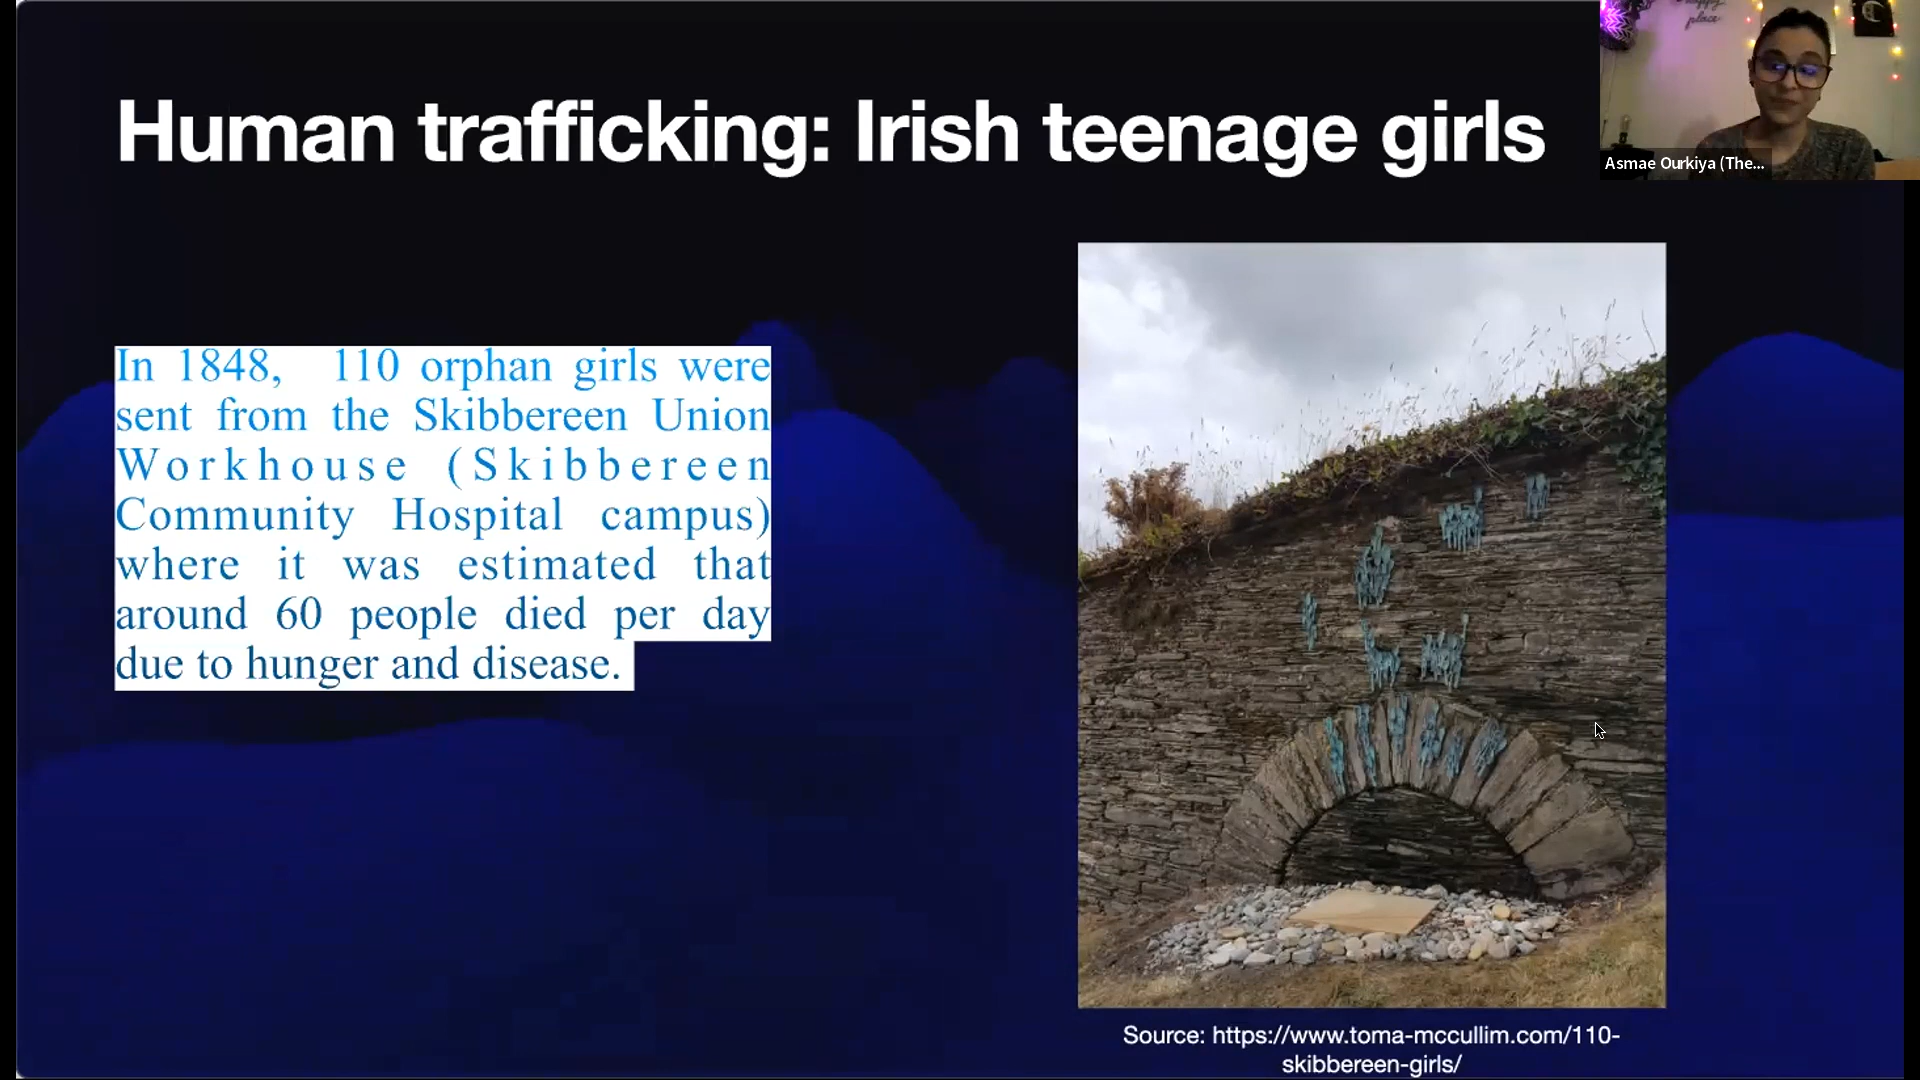 happy
place
Human trafficking: Irish teenage girls
Asmae Ourkiya (The...
In 1848, 110 orphan girls were
sent from the Skibbereen Union
Workhouse (Skibbereen
Community Hospital campus)
where it was estimated that
around 60 people died per day
due to hunger and disease.
Source: https://www.toma-mccullim.com/110-
skibbereen-girls/